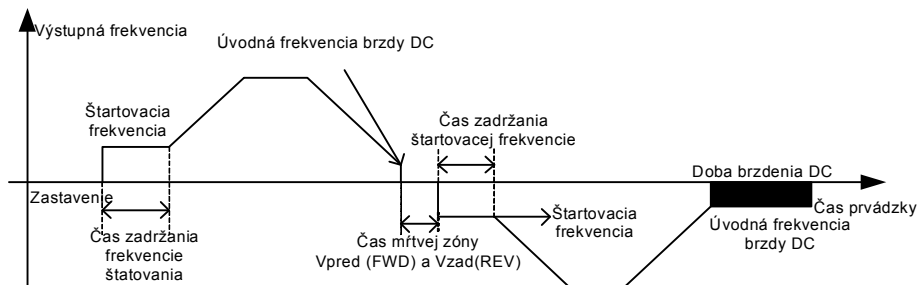 Výstupná frekvencia
Úvodná frekvencia brzdy DC
Štartovacia
frekvencia
Čas zadržania
štartovacej frekvencie
Zastavenie
Doba brzdenia DC
Čas prvádzky
Úvodná frekvencia
brzdy DC
Štartovacia
frekvencia
Čas zadržania
frekvencie
štatovania
Čas mŕtvej zóny
Vpred (FWD) a Vzad(REV)